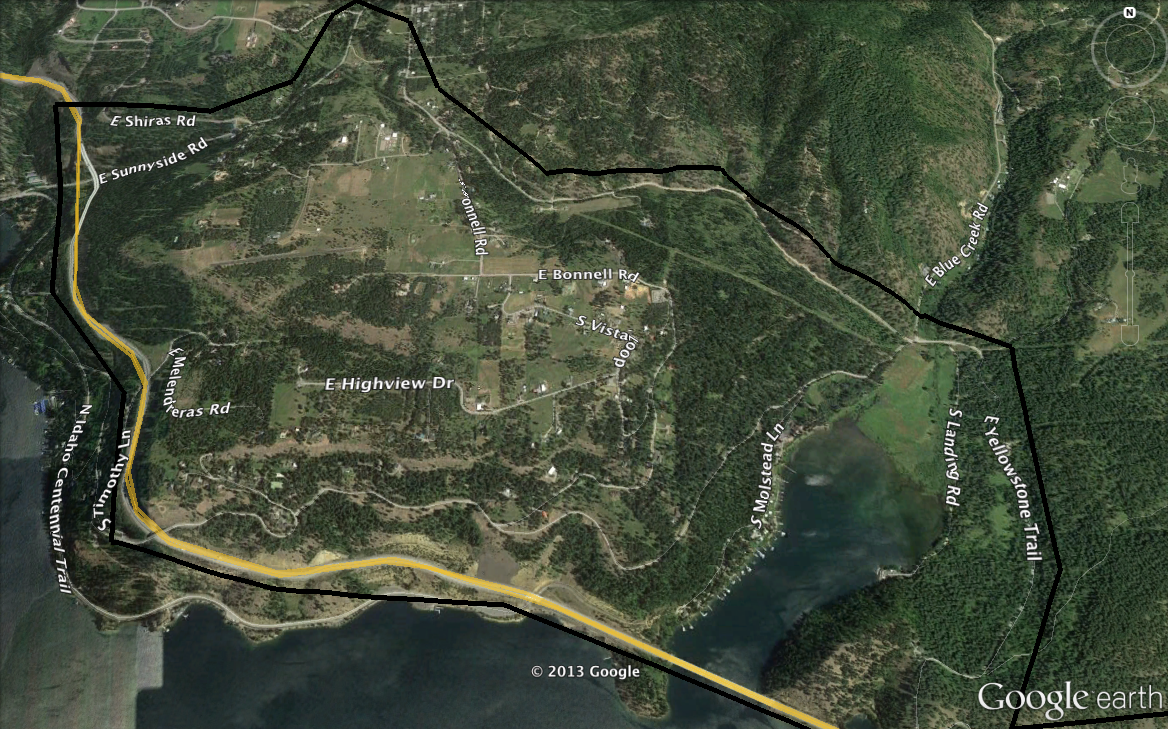 N
E Shiras Rd
E Sunnyside Rd
onnell Rd
E Blue Creek Rd
E Bonnell Rd
S Vista
Loop
E Highview Dr
eras Rd
N Idaho Centennial Trail
S Timothy Ln
S Molstead Ln
S Landing Rd
E Yellowstone Trail
© 2013 Google
Google earth